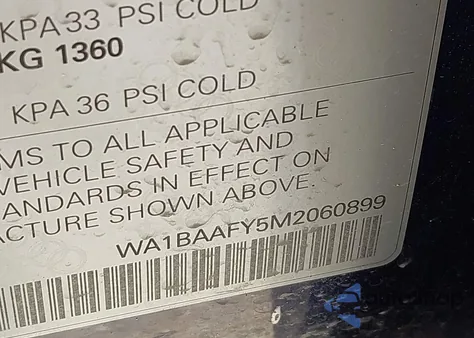 KPA 33 PSI COLD
KG 1360
KPA 36 PSI COLD
MS TO ALL APPLICABLE
VEHICLE SAFETY AND
ANDARDS IN EFFECT ON
ACTURE SHOWN ABOVE.
WA1BAAFY5M2060899